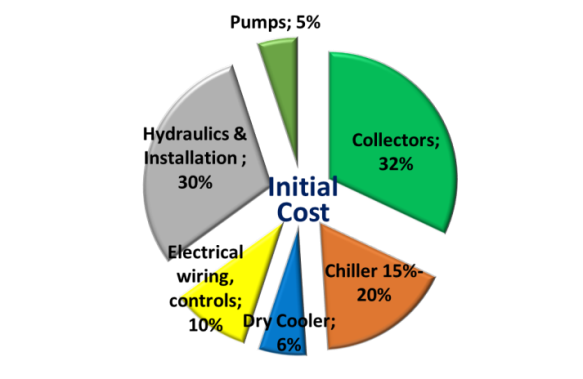 Pumps; 5%
Collectors;
32%
Hydraulics &
Installation ;
30%
Initial
Cost
Electrical
wiring,
controls;
10%
Dry Cooler;
6%
Chiller 15%-
20%